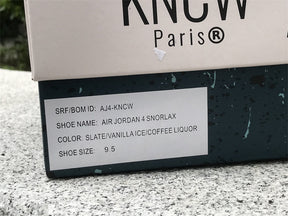 KNCW
Paris®
SRF/BOM ID: AJ4-KNCW
SHOE NAME: AIR JORDAN 4 SNORLAX
COLOR: SLATE/VANILLA ICE/COFFEE LIQUOR
SHOE SIZE: 9.5